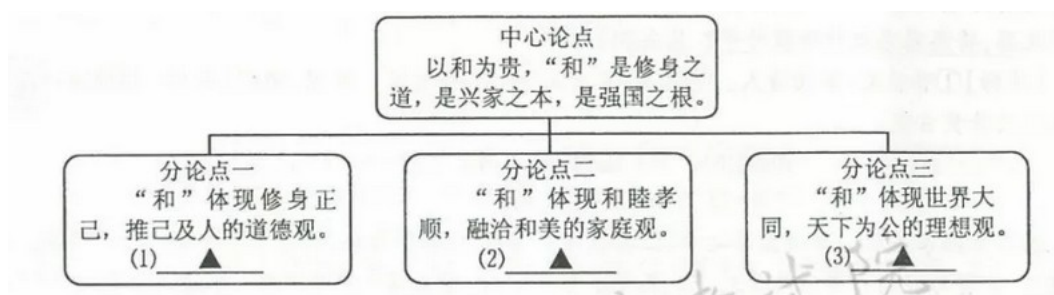 中心论点
以和为贵，“和”是修身之
道，是兴家之本，是强国之根。
分论点一
“和”体现修身正
己，推己及人的道德观。
(1) ▲
分论点二
“和”体现和睦孝
顺，融洽和美的家庭观。
(2) ▲
分论点三
“和”体现世界大
同，天下为公的理想观。
(3) ▲